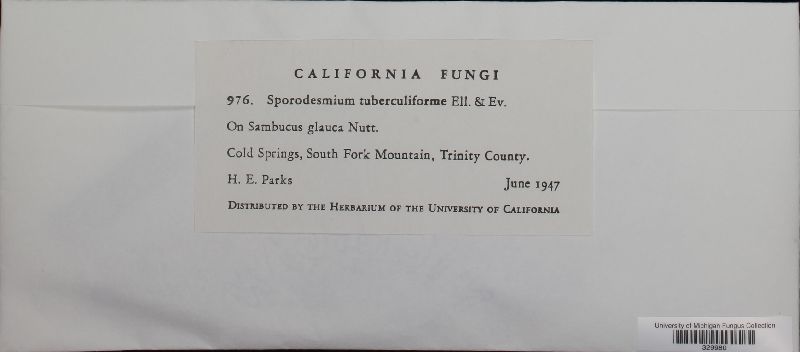 CALIFORNIA FUNGI
976. Sporodesmium tuberculiforme Ell. & Ev.
On Sambucus glauca Nutt.
Cold Springs, South Fork Mountain, Trinity County.
H. E. Parks June 1947
DISTRIBUTED BY THE HERBARIUM OF THE UNIVERSITY OF CALIFORNIA
University of Michigan Fungus Collection